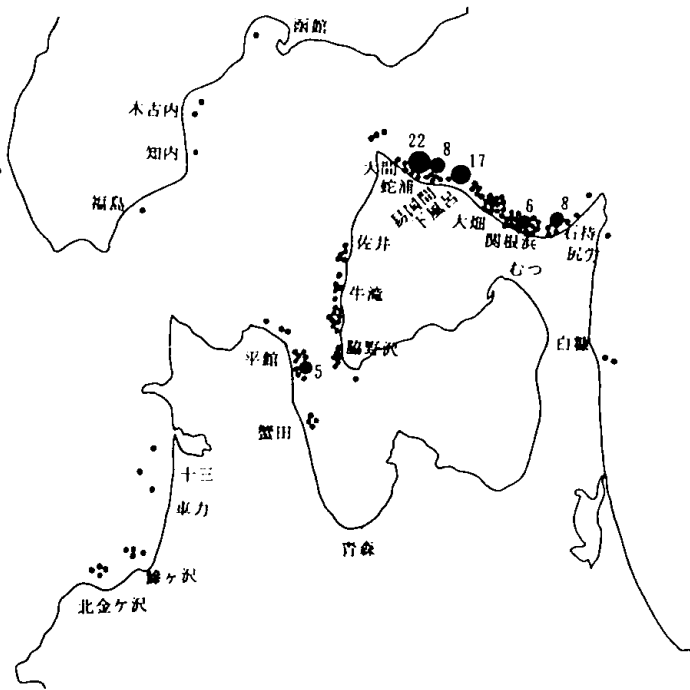 函館
木古内
知内
福島
22
8
17
大間
蛇浦
易国間
下風呂
大畑
6
8
関根浜
石持
尻労
むつ
佐井
牛滝
脇野沢
白糠
平館
5
蟹田
十三
車力
青森
鰺ヶ沢
北金ケ沢